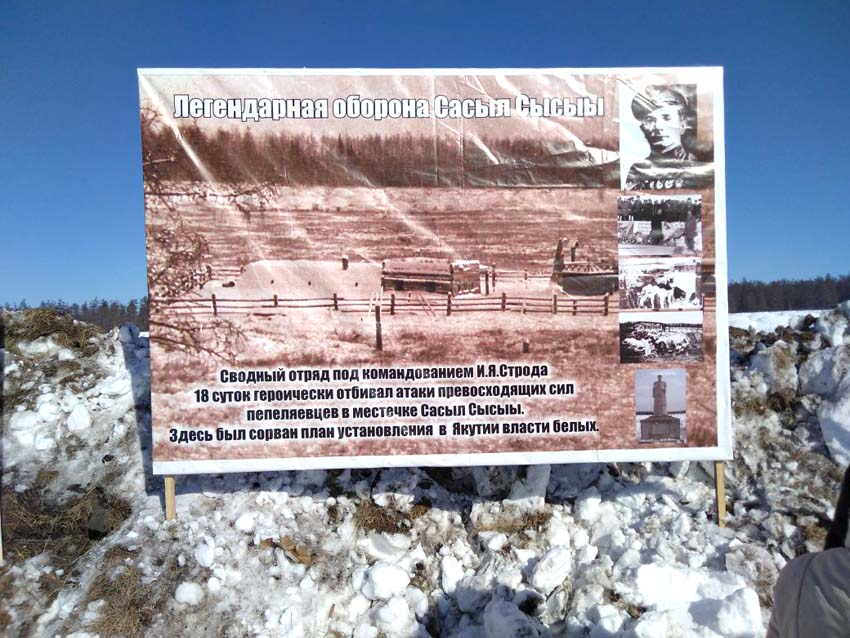 Легендарная оборона Сасыл Сысыы
Сводный отряд под командованием И.Я.Строда
18 суток героически отбивал атаки превосходящих сил
пепеляевцев в местечке Сасыл Сысыы.
Здесь был сорван план установления в Якутии власти белых.